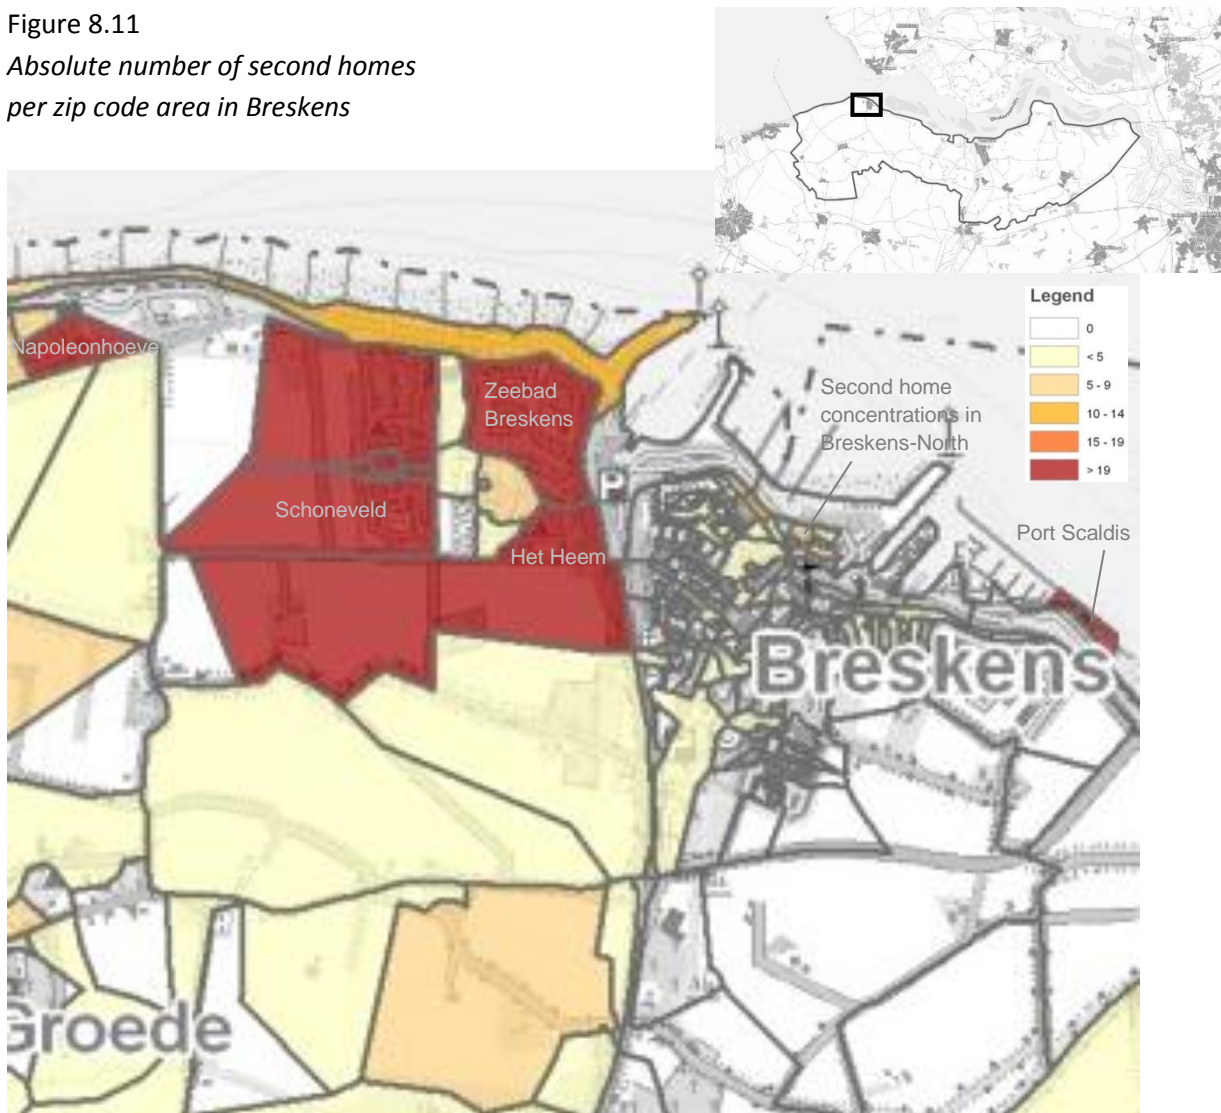 Figure 8.11
Absolute number of second homes
per zip code area in Breskens
Legend
0
< 5
5 - 9
10 - 14
15 - 19
> 19
Napoleonhoeve
Zeebad
Breskens
Second home
concentrations in
Breskens-North
Schoneveld
Port Scaldis
Het Heem
P
Breskens
Groede